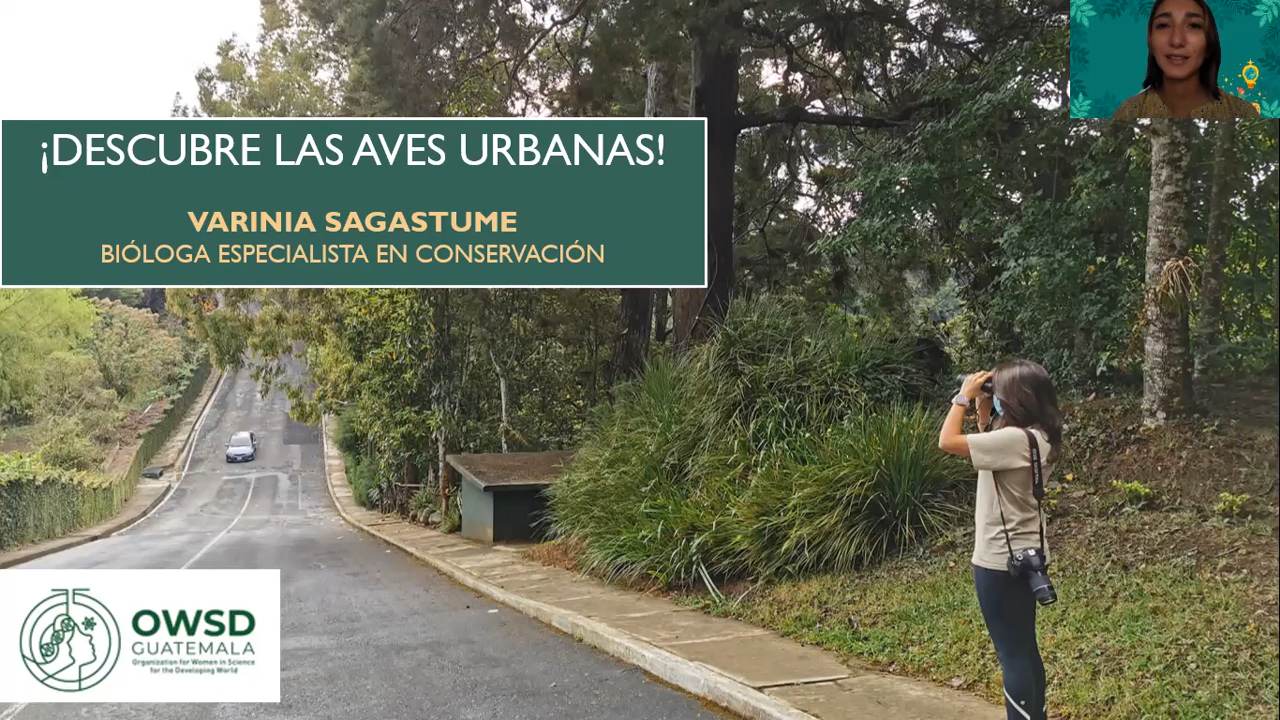 ¡DESCUBRE LAS AVES URBANAS!
VARINIA SAGASTUME
BIÓLOGA ESPECIALISTA EN CONSERVACIÓN
OWSD
GUATEMALA
Organization for Women in Science
for the Developing World